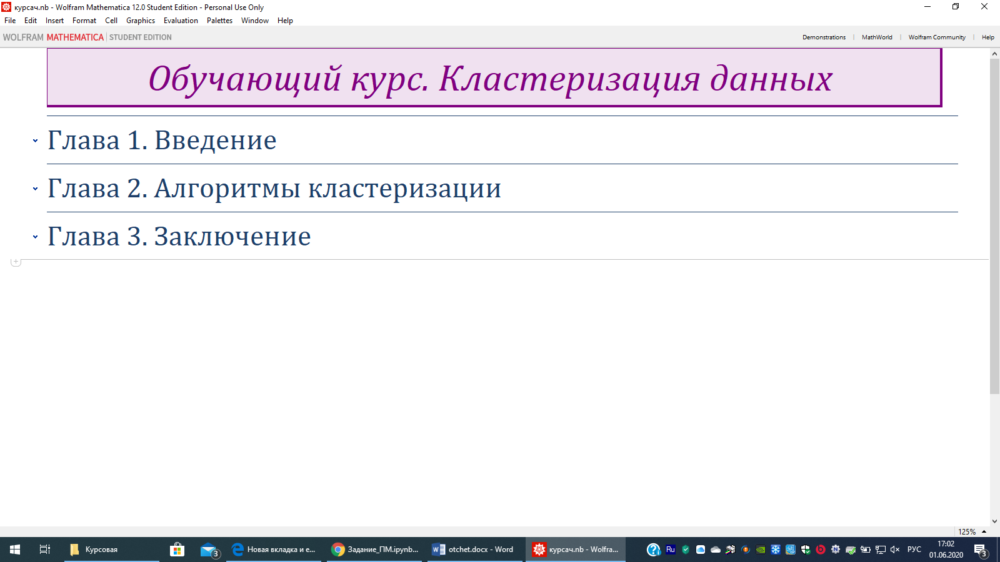 курсач.nb - Wolfram Mathematica 12.0 Student Edition - Personal Use Only
File Edit Insert Format Cell Graphics Evaluation Palettes Window Help
WOLFRAM MATHEMATICA STUDENT EDITION Demonstrations MathWorld Wolfram Community Help
Обучающий курс. Кластеризация данных
Глава 1. Введение
Глава 2. Алгоритмы кластеризации
Глава 3. Заключение
125%
Курсовая 3 Новая вкладка и е... Задание_ПМ.ipynb... otchet.docx - Word курсач.nb - Wolfra... Ru РУС 17:02 3
01.06.2020